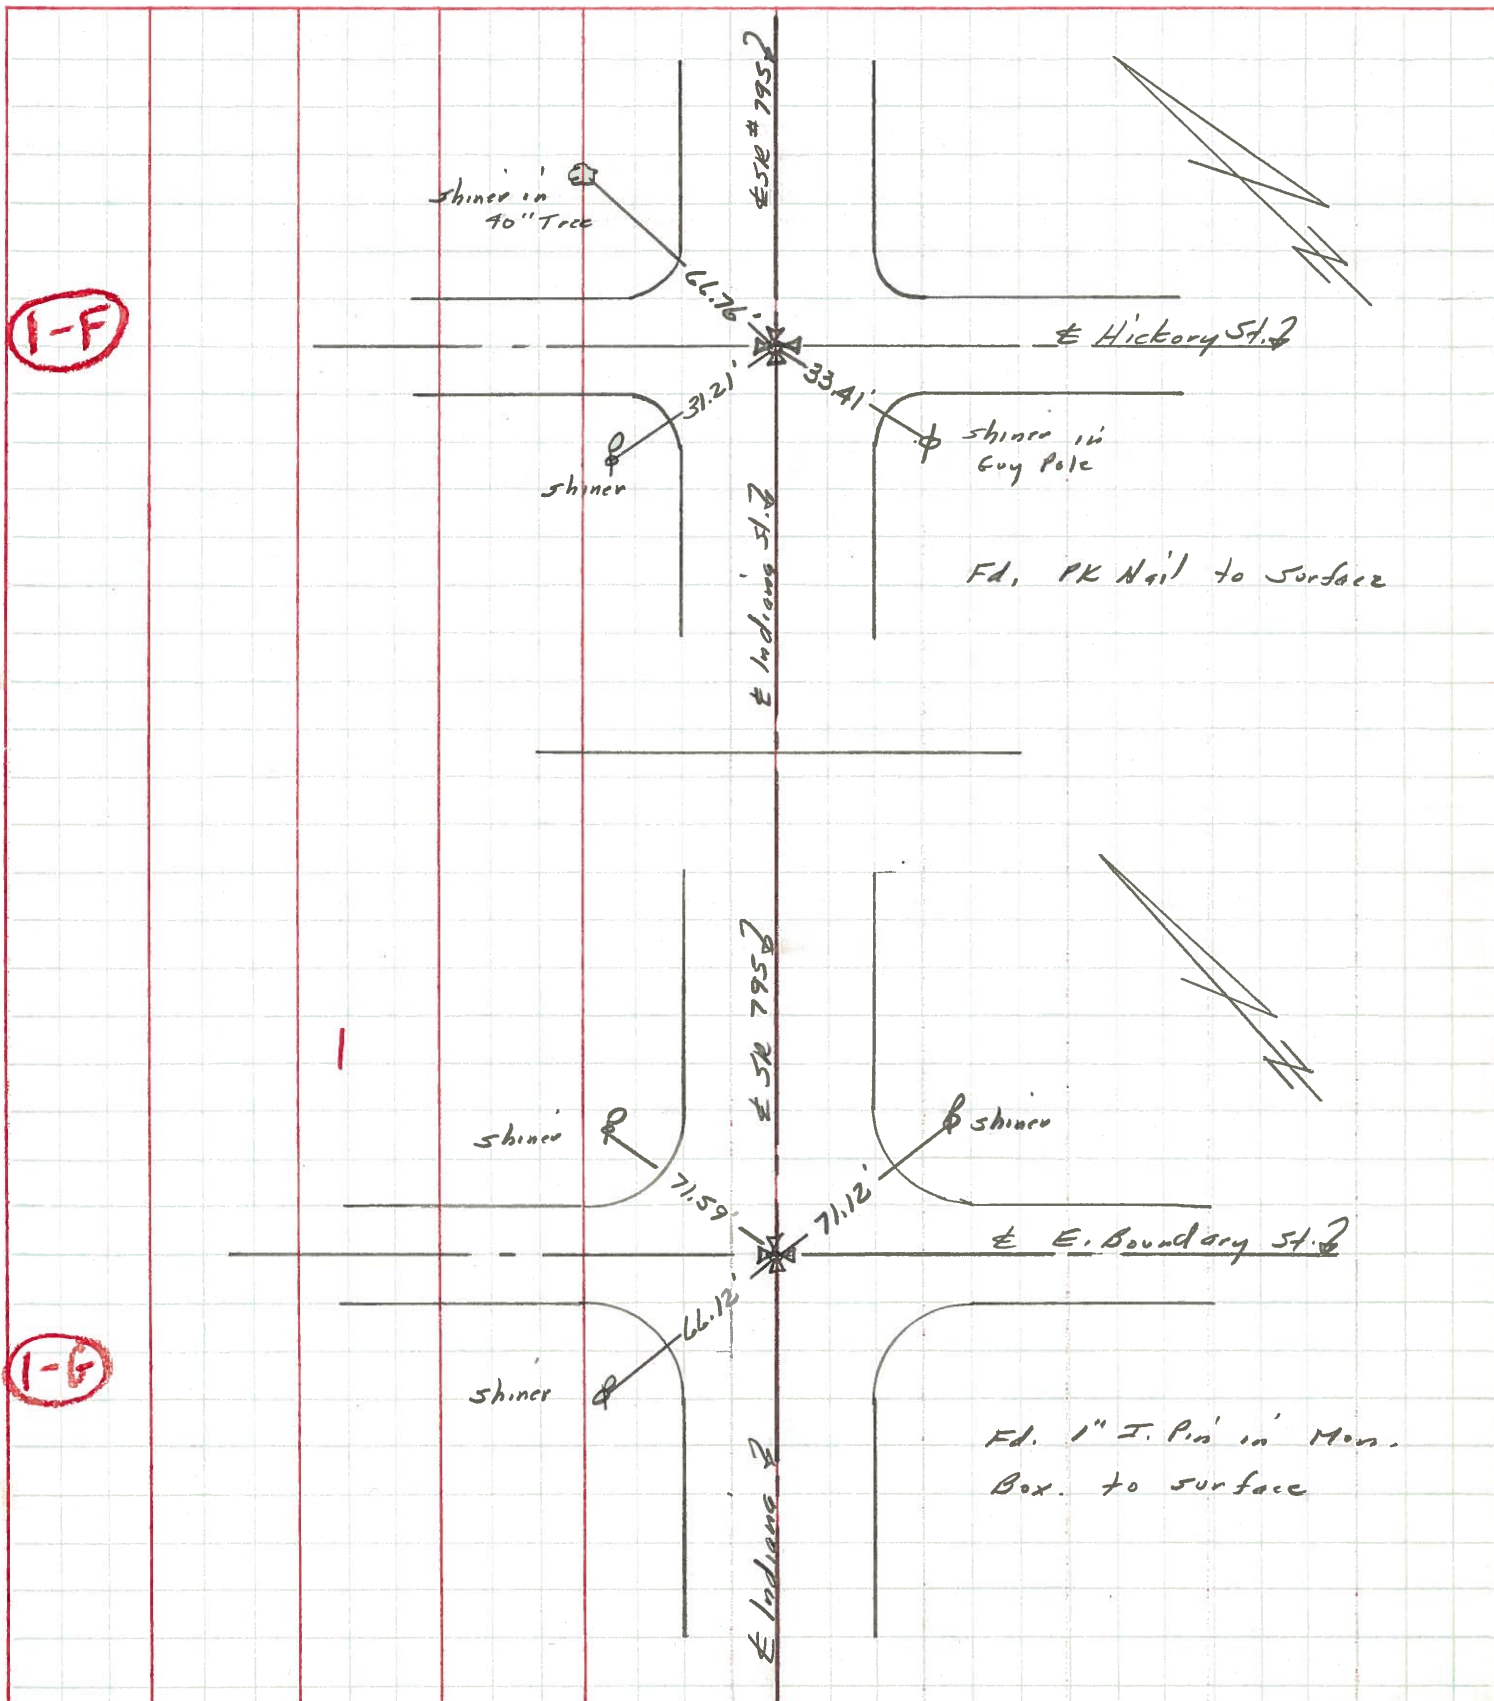 ℄ SR # 795
shiner in
40" Tree
66.76'
1-F
℄ Hickory St.
31.21'
33.41'
shiner in
Guy Pole
shiner
℄ Indiana St.
Fd. PK Nail to surface
℄ SR 795
shiner
shiner
71.59'
71.12'
℄ E. Boundary St.
66.12'
1-G
shiner
Fd. 1" I. Pin in Mon.
Box. to surface
℄ Indiana